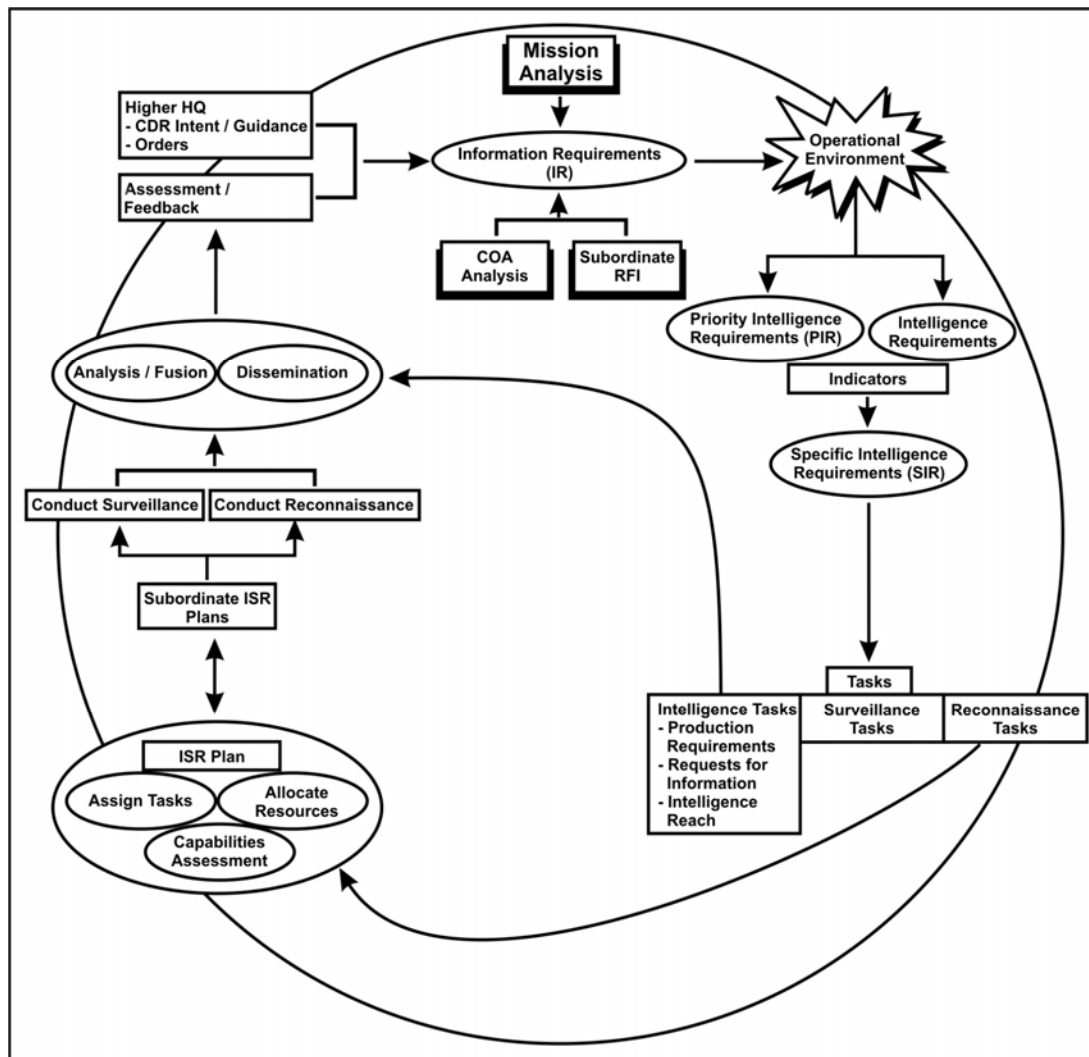 Mission
Analysis
Higher HQ
- CDR Intent / Guidance
- Orders
Assessment /
Feedback
Information Requirements
(IR)
Operational
Environment
COA
Analysis
Subordinate
RFI
Priority Intelligence
Requirements (PIR)
Intelligence
Requirements
Indicators
Specific Intelligence
Requirements (SIR)
Analysis / Fusion
Dissemination
Conduct Surveillance
Conduct Reconnaissance
Subordinate ISR
Plans
Tasks
Intelligence Tasks
- Production
Requirements
- Requests for
Information
- Intelligence
Reach
Surveillance
Tasks
Reconnaissance
Tasks
ISR Plan
Assign Tasks
Allocate
Resources
Capabilities
Assessment